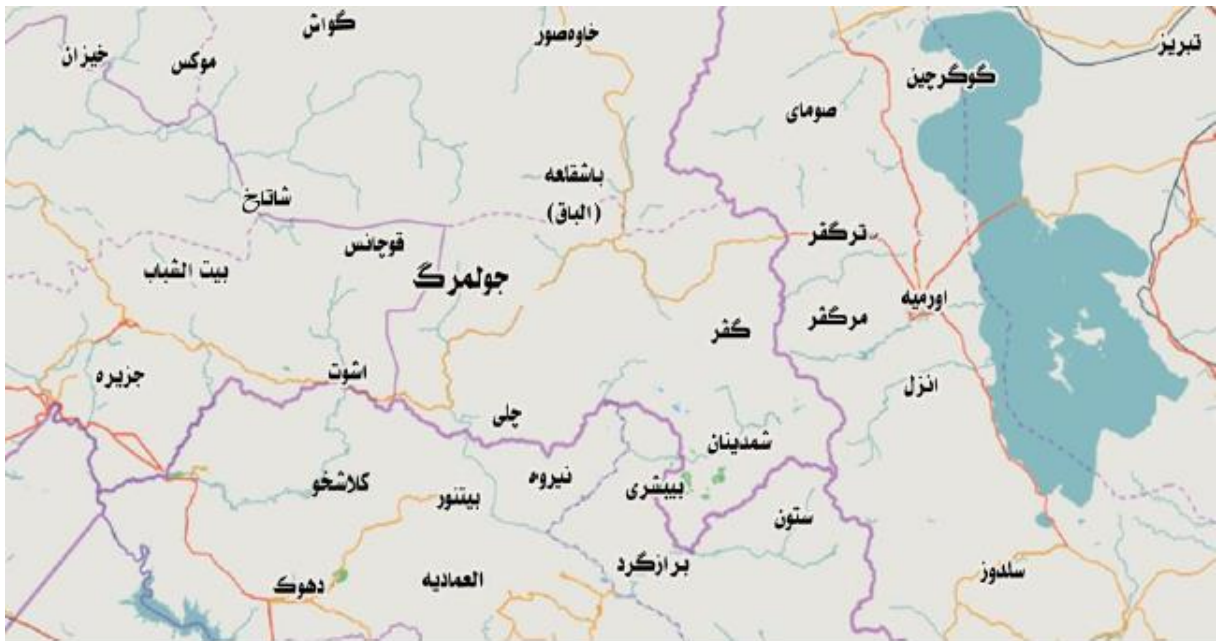 گواش
خاوه‌صور
تبریز
خیزان
موکس
گوگرچین
صومای
باشقلعه
(الباق)
شاتاخ
قوچانس
ترگفر
بیت الشباب
جولمرگ
اورمیه
مرگفر
گفر
جزیره
اشوت
انزل
چلی
شمدینان
کلاشخو
بیتنور
نیروه
بیبشری
ستون
دهوک
العمادیه
برازگرد
سلدوز